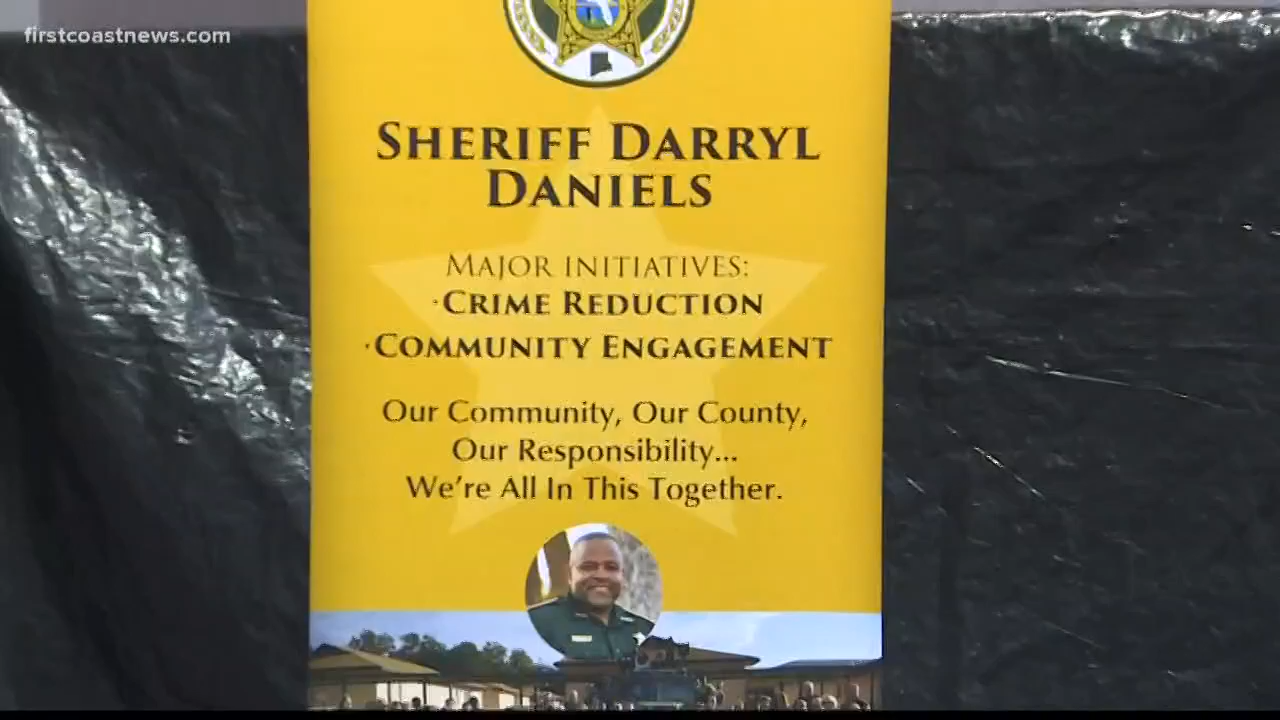 firstcoastnews.com
SHERIFF DARRYL
DANIELS
MAJOR INITIATIVES:
·CRIME REDUCTION
·COMMUNITY ENGAGEMENT
Our Community, Our County,
Our Responsibility...
We're All In This Together.